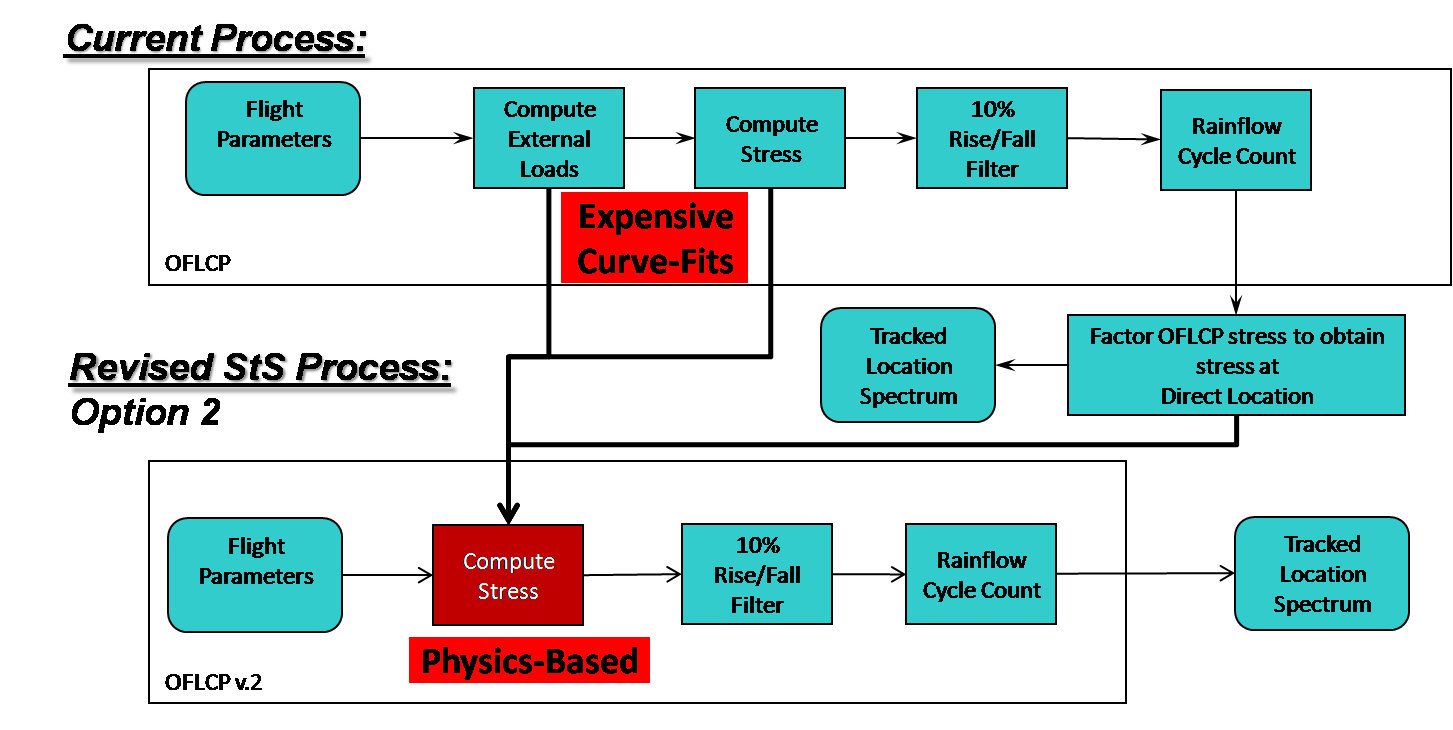 Current Process:
Flight
Parameters
Compute
External
Loads
Compute
Stress
10%
Rise/Fall
Filter
Rainflow
Cycle Count
Expensive
Curve-Fits
OFLCP
Tracked
Location
Spectrum
Factor OFLCP stress to obtain
stress at
Direct Location
Revised StS Process:
Option 2
Flight
Parameters
Compute
Stress
10%
Rise/Fall
Filter
Rainflow
Cycle Count
Tracked
Location
Spectrum
Physics-Based
OFLCP v.2